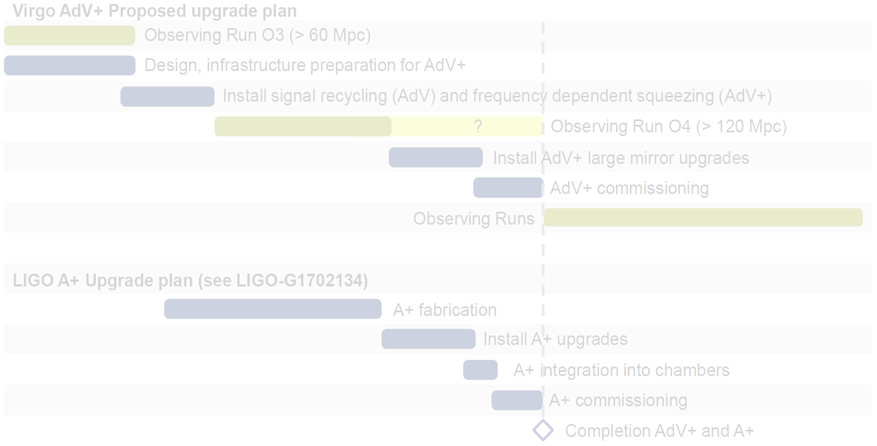 Virgo AdV+ Proposed upgrade plan
Observing Run O3 (> 60 Mpc)
Design, infrastructure preparation for AdV+
Install signal recycling (AdV) and frequency dependent squeezing (AdV+)
?
Observing Run O4 (> 120 Mpc)
Install AdV+ large mirror upgrades
AdV+ commissioning
Observing Runs
LIGO A+ Upgrade plan (see LIGO-G1702134)
A+ fabrication
Install A+ upgrades
A+ integration into chambers
A+ commissioning
Completion AdV+ and A+